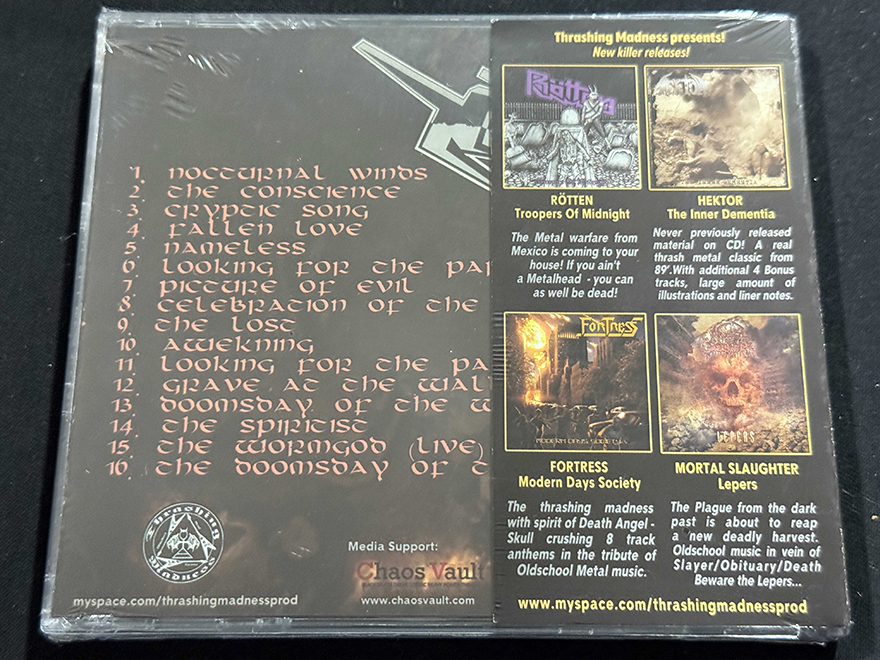 1. NOCTURNAL WINDS
2. THE CONSCIENCE
3. CRYPTIC SONG
4. FALLEN LOVE
5. NAMELESS
6. LOOKING FOR THE PA
7. PICTURE OF EVIL
8. CELEBRATION OF THE
9. THE LOST
10. AWEKNING
11. LOOKING FOR THE PA
12. GRAVE AT THE WAL
13. DOOMSDAY OF THE
14. THE SPIRITIST
15. THE WORMGOD (LIVE)
16. THE DOOMSDAY OF
Thrashing
Madness
myspace.com/thrashingmadnessprod
Media Support:
Chaos Vault
www.chaosvault.com
Thrashing Madness presents!
New killer releases!
Rötten
RÖTTEN
Troopers Of Midnight
The Metal warfare from
Mexico is coming to your
house! If you ain't
a Metalhead - you can
as well be dead!
HEKTOR
The Inner Dementia
Never previously released
material on CD! A real
thrash metal classic from
89'.With additional 4 Bonus
tracks, large amount of
illustrations and liner notes.
FORTRESS
MODERN DAYS SOCIETY
FORTRESS
Modern Days Society
The thrashing madness
with spirit of Death Angel -
Skull crushing 8 track
anthems in the tribute of
Oldschool Metal music.
LEPERS
MORTAL SLAUGHTER
Lepers
The Plague from the dark
past is about to reap
a new deadly harvest.
Oldschool music in vein of
Slayer/Obituary/Death
Beware the Lepers...
www.myspace.com/thrashingmadnessprod